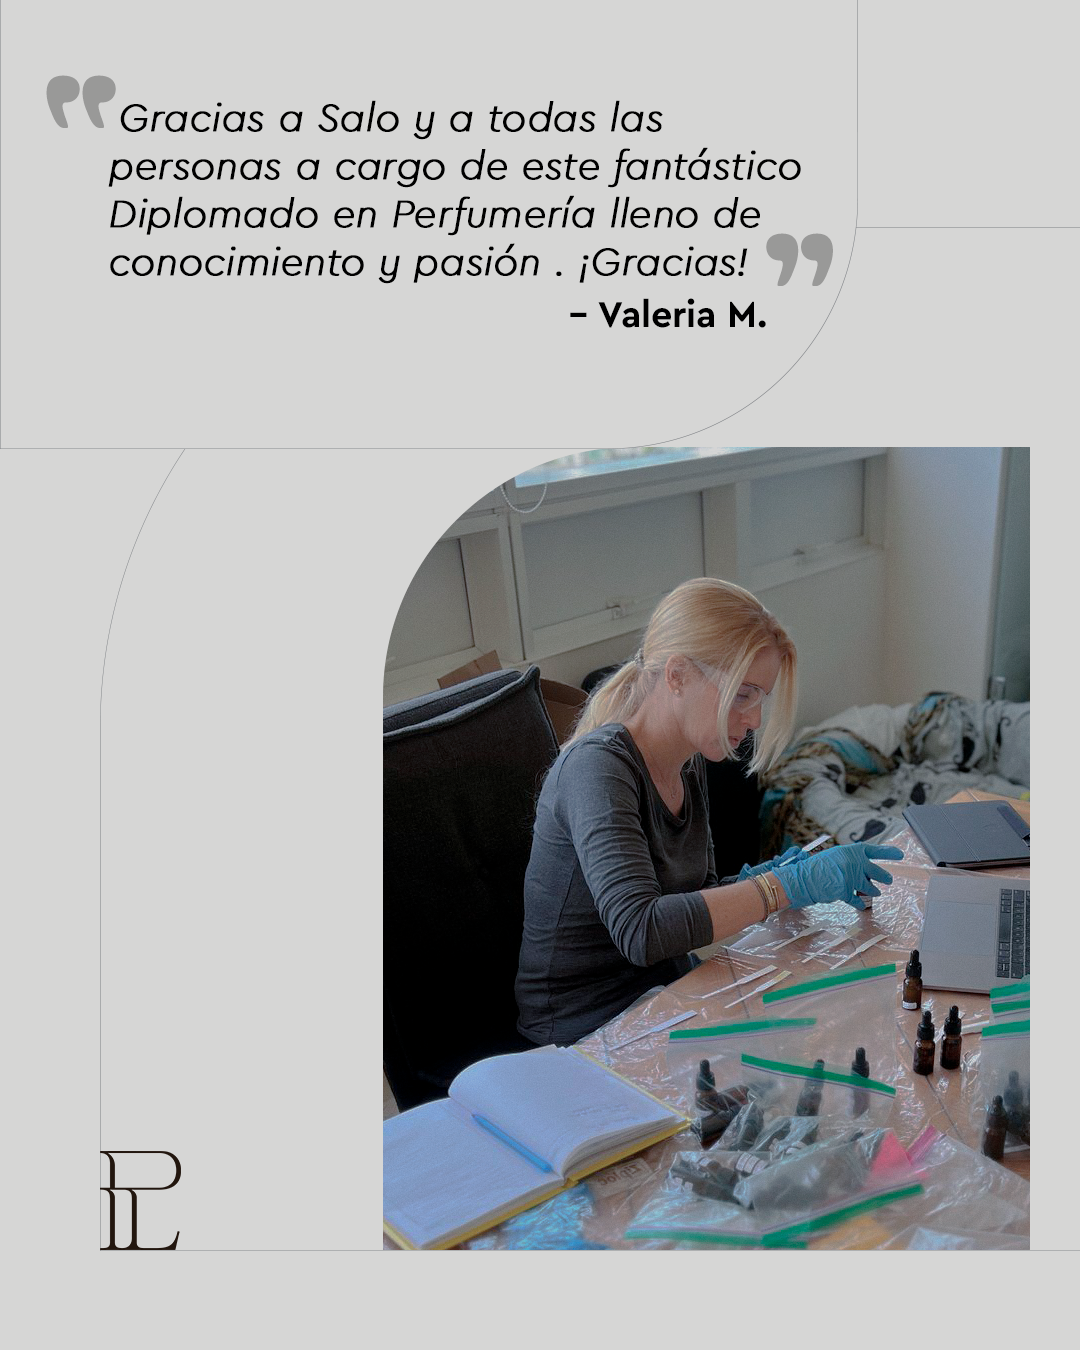 Gracias a Salo y a todas las
personas a cargo de este fantástico
Diplomado en Perfumería lleno de
conocimiento y pasión . ¡Gracias!
– Valeria M.
PL
Ziploc